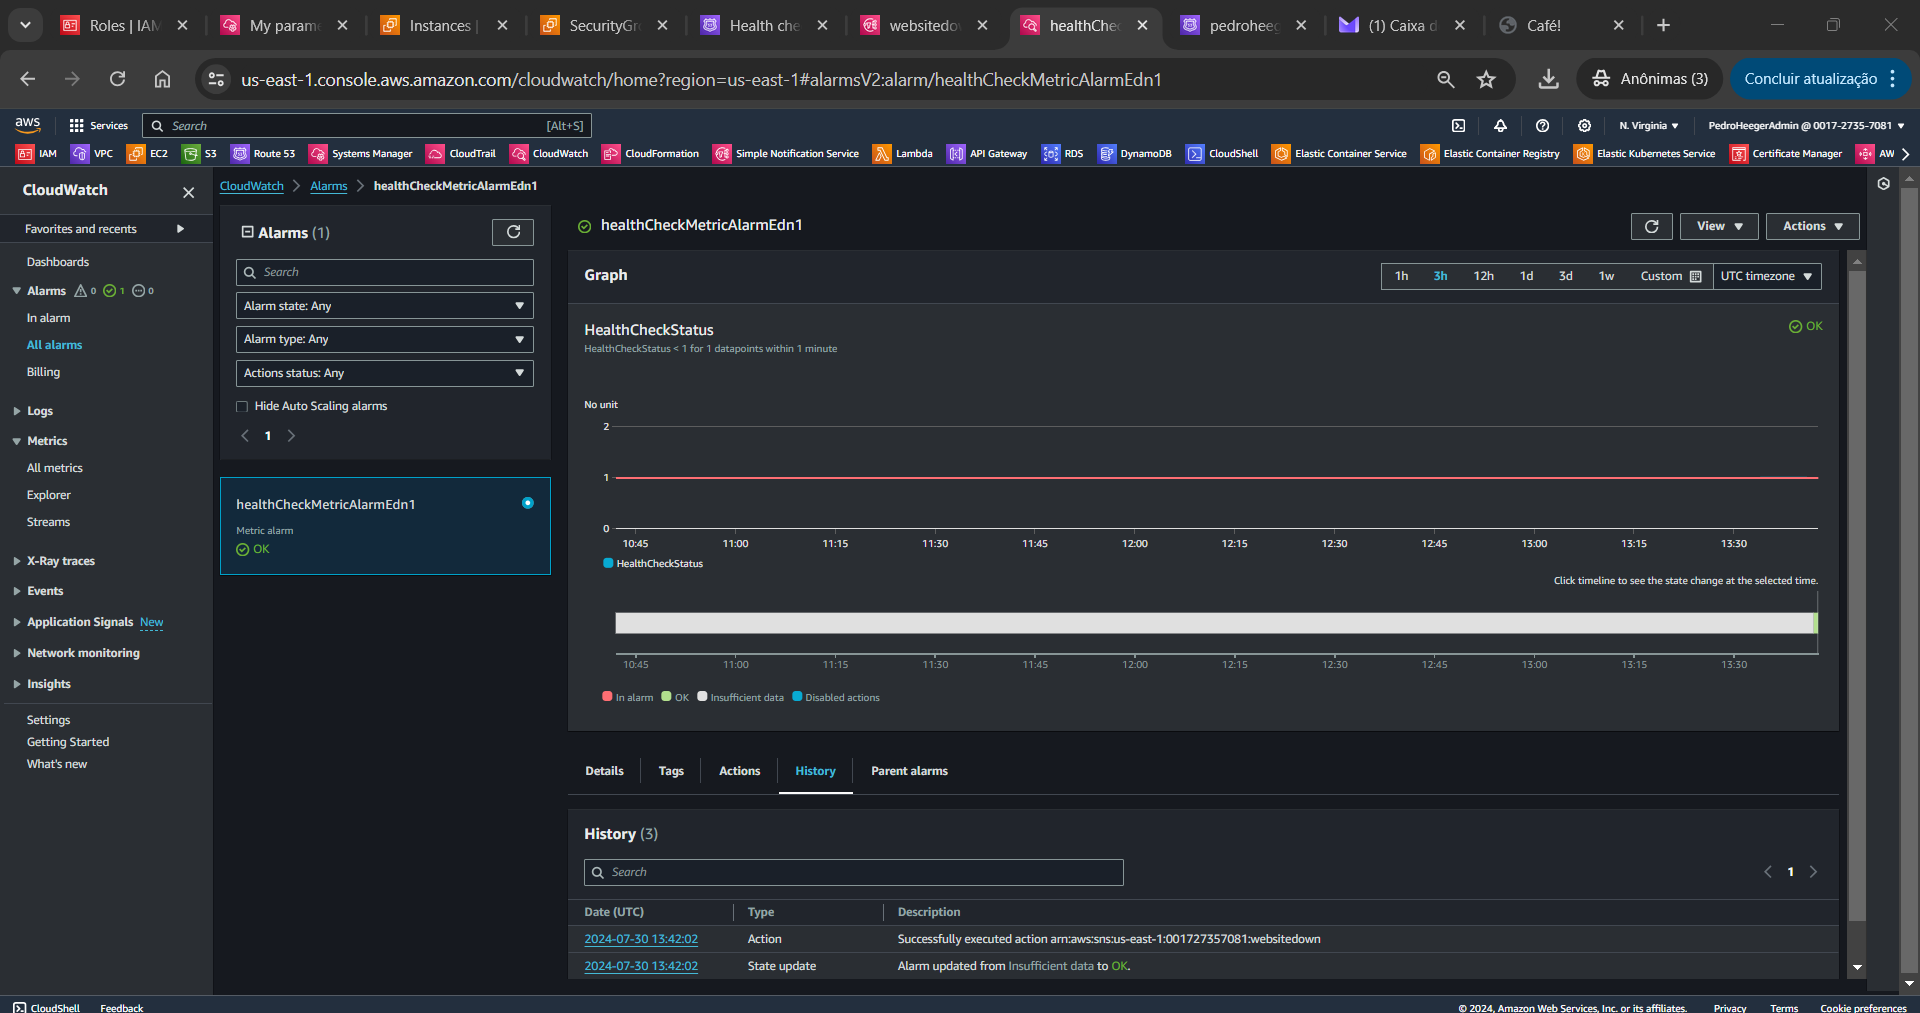 Roles | IAM
My parame
Instances |
SecurityGr
Health che
websitedo
healthChec
pedroheeg
(1) Caixa d
Café!
us-east-1.console.aws.amazon.com/cloudwatch/home?region=us-east-1#alarmsV2:alarm/healthCheckMetricAlarmEdn1
Anônimas (3)
Concluir atualização
aws
Services
Search
[Alt+S]
N. Virginia
PedroHeegerAdmin @ 0017-2735-7081
IAM
VPC
EC2
S3
Route 53
Systems Manager
CloudTrail
CloudWatch
CloudFormation
Simple Notification Service
Lambda
API Gateway
RDS
DynamoDB
CloudShell
Elastic Container Service
Elastic Container Registry
Elastic Kubernetes Service
Certificate Manager
AW
CloudWatch
Favorites and recents
Dashboards
Alarms 0 1 0
In alarm
All alarms
Billing
Logs
Metrics
All metrics
Explorer
Streams
X-Ray traces
Events
Application Signals New
Network monitoring
Insights
Settings
Getting Started
What's new
CloudWatch
Alarms
healthCheckMetricAlarmEdn1
Alarms (1)
Search
Alarm state: Any
Alarm type: Any
Actions status: Any
Hide Auto Scaling alarms
1
healthCheckMetricAlarmEdn1
Metric alarm
OK
healthCheckMetricAlarmEdn1
View
Actions
Graph
1h
3h
12h
1d
3d
1w
Custom
UTC timezone
HealthCheckStatus
OK
HealthCheckStatus < 1 for 1 datapoints within 1 minute
No unit
2
1
0
10:45 11:00 11:15 11:30 11:45 12:00 12:15 12:30 12:45 13:00 13:15 13:30
HealthCheckStatus
Click timeline to see the state change at the selected time.
10:45 11:00 11:15 11:30 11:45 12:00 12:15 12:30 12:45 13:00 13:15 13:30
In alarm OK Insufficient data Disabled actions
Details
Tags
Actions
History
Parent alarms
History (3)
Search
1
Date (UTC) Type Description
2024-07-30 13:42:02 Action Successfully executed action arn:aws:sns:us-east-1:001727357081:websitedown
2024-07-30 13:42:02 State update Alarm updated from Insufficient data to OK.
CloudShell
Feedback
© 2024, Amazon Web Services, Inc. or its affiliates.
Privacy
Terms
Cookie preferences